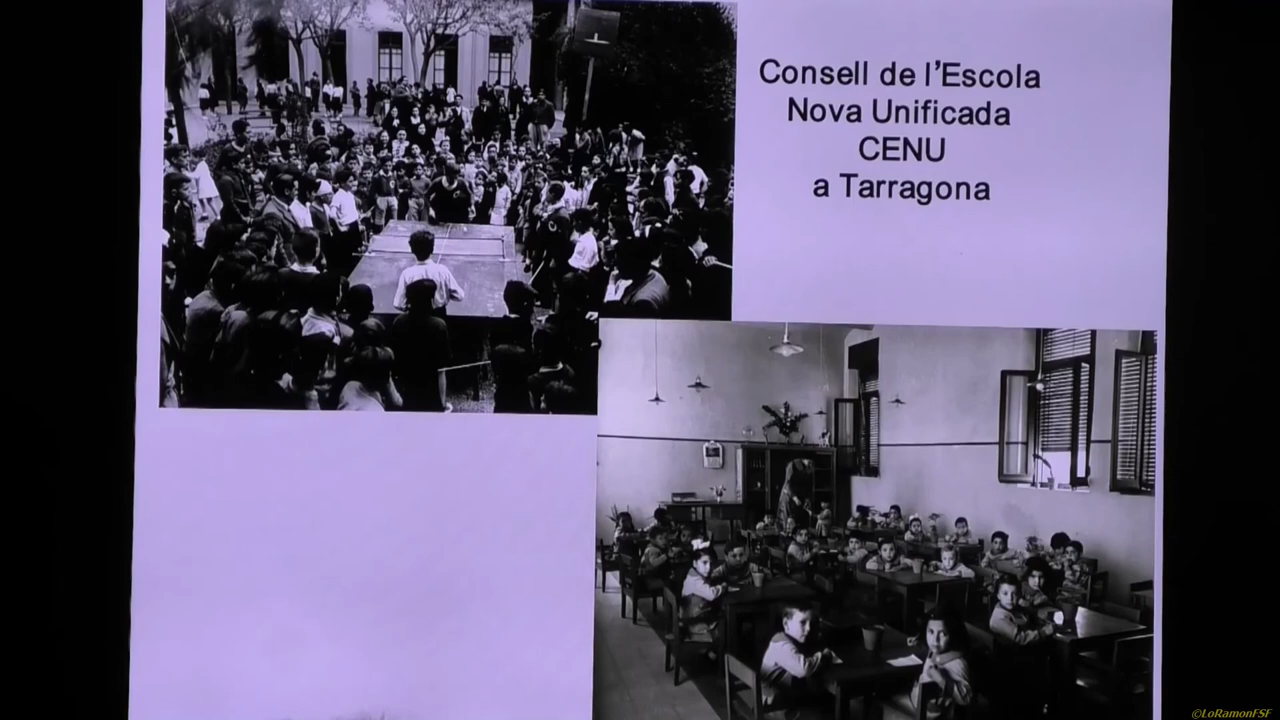 Consell de l'Escola
Nova Unificada
CENU
a Tarragona
©LoRamonFSF